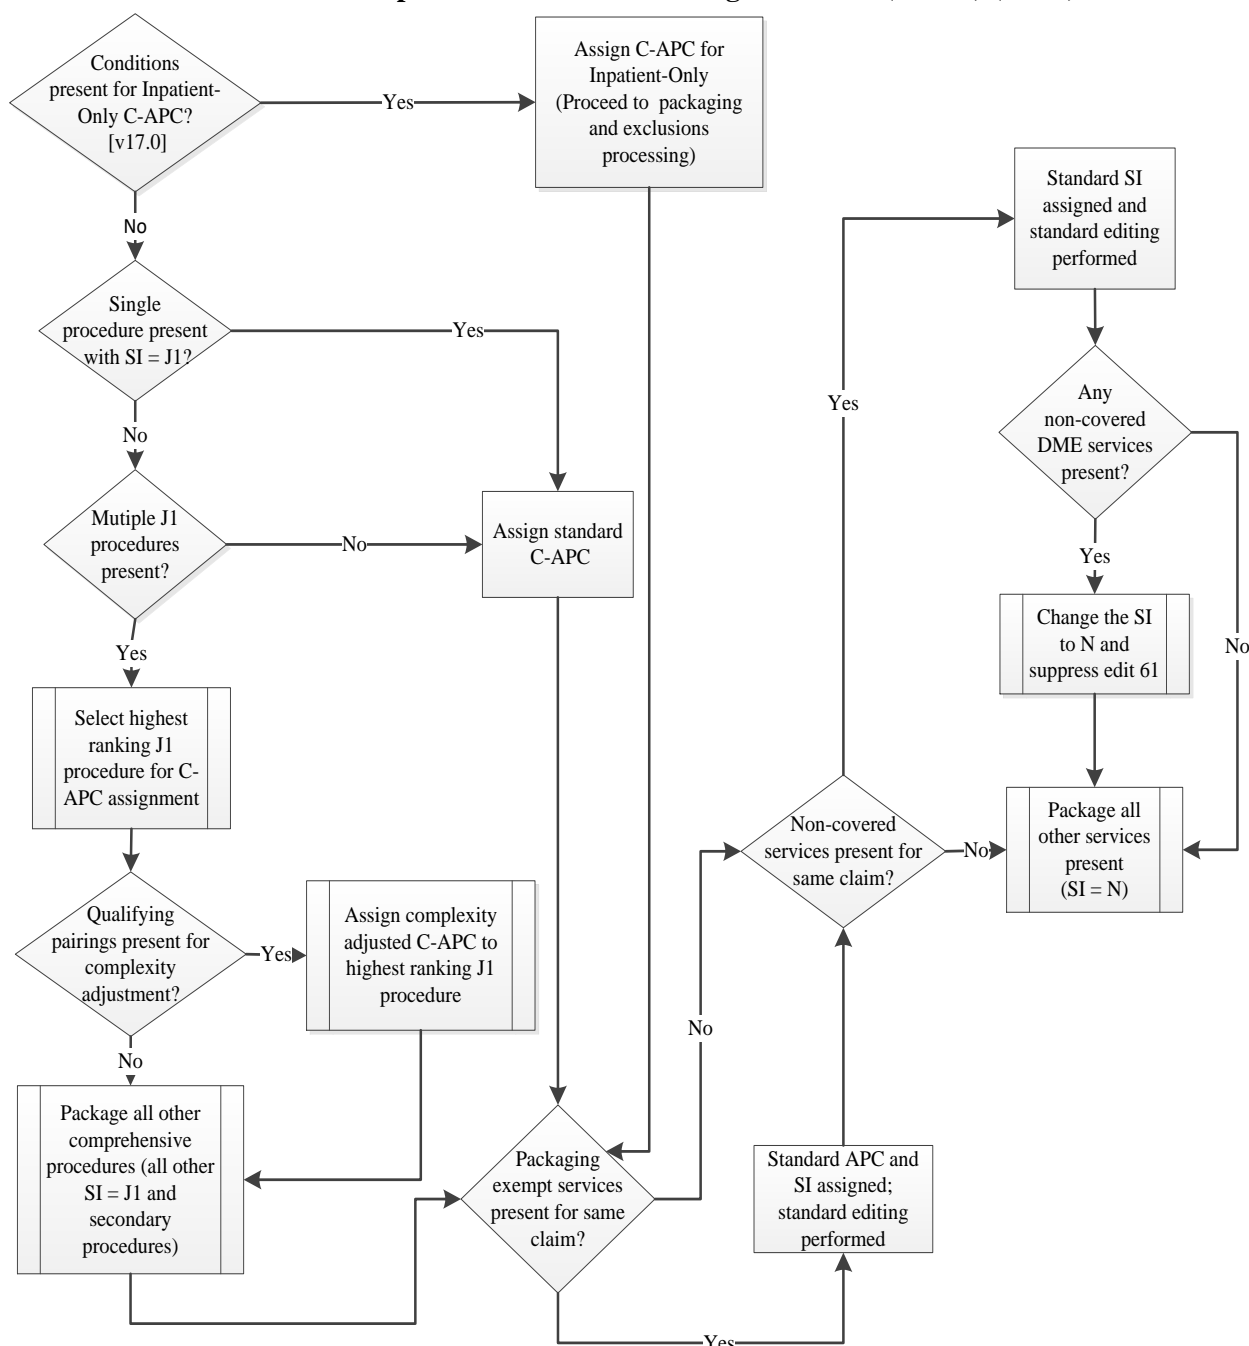 Conditions
present for Inpatient-
Only C-APC?
[v17.0]
Yes
Assign C-APC for
Inpatient-Only
(Proceed to packaging
and exclusions
processing)
No
Single
procedure present
with SI = J1?
Yes
No
Mutiple J1
procedures
present?
No
Assign standard
C-APC
Yes
Select highest
ranking J1
procedure for C-
APC assignment
Qualifying
pairings present for
complexity
adjustment?
Yes
Assign complexity
adjusted C-APC to
highest ranking J1
procedure
No
Package all other
comprehensive
procedures (all other
SI = J1 and
secondary
procedures)
Packaging
exempt services
present for same
claim?
No
Yes
Standard APC and
SI assigned;
standard editing
performed
Non-covered
services present for
same claim?
No
Yes
Standard SI
assigned and
standard editing
performed
Any
non-covered
DME services
present?
Yes
No
Change the SI
to N and
suppress edit 61
Package all
other services
present
(SI = N)